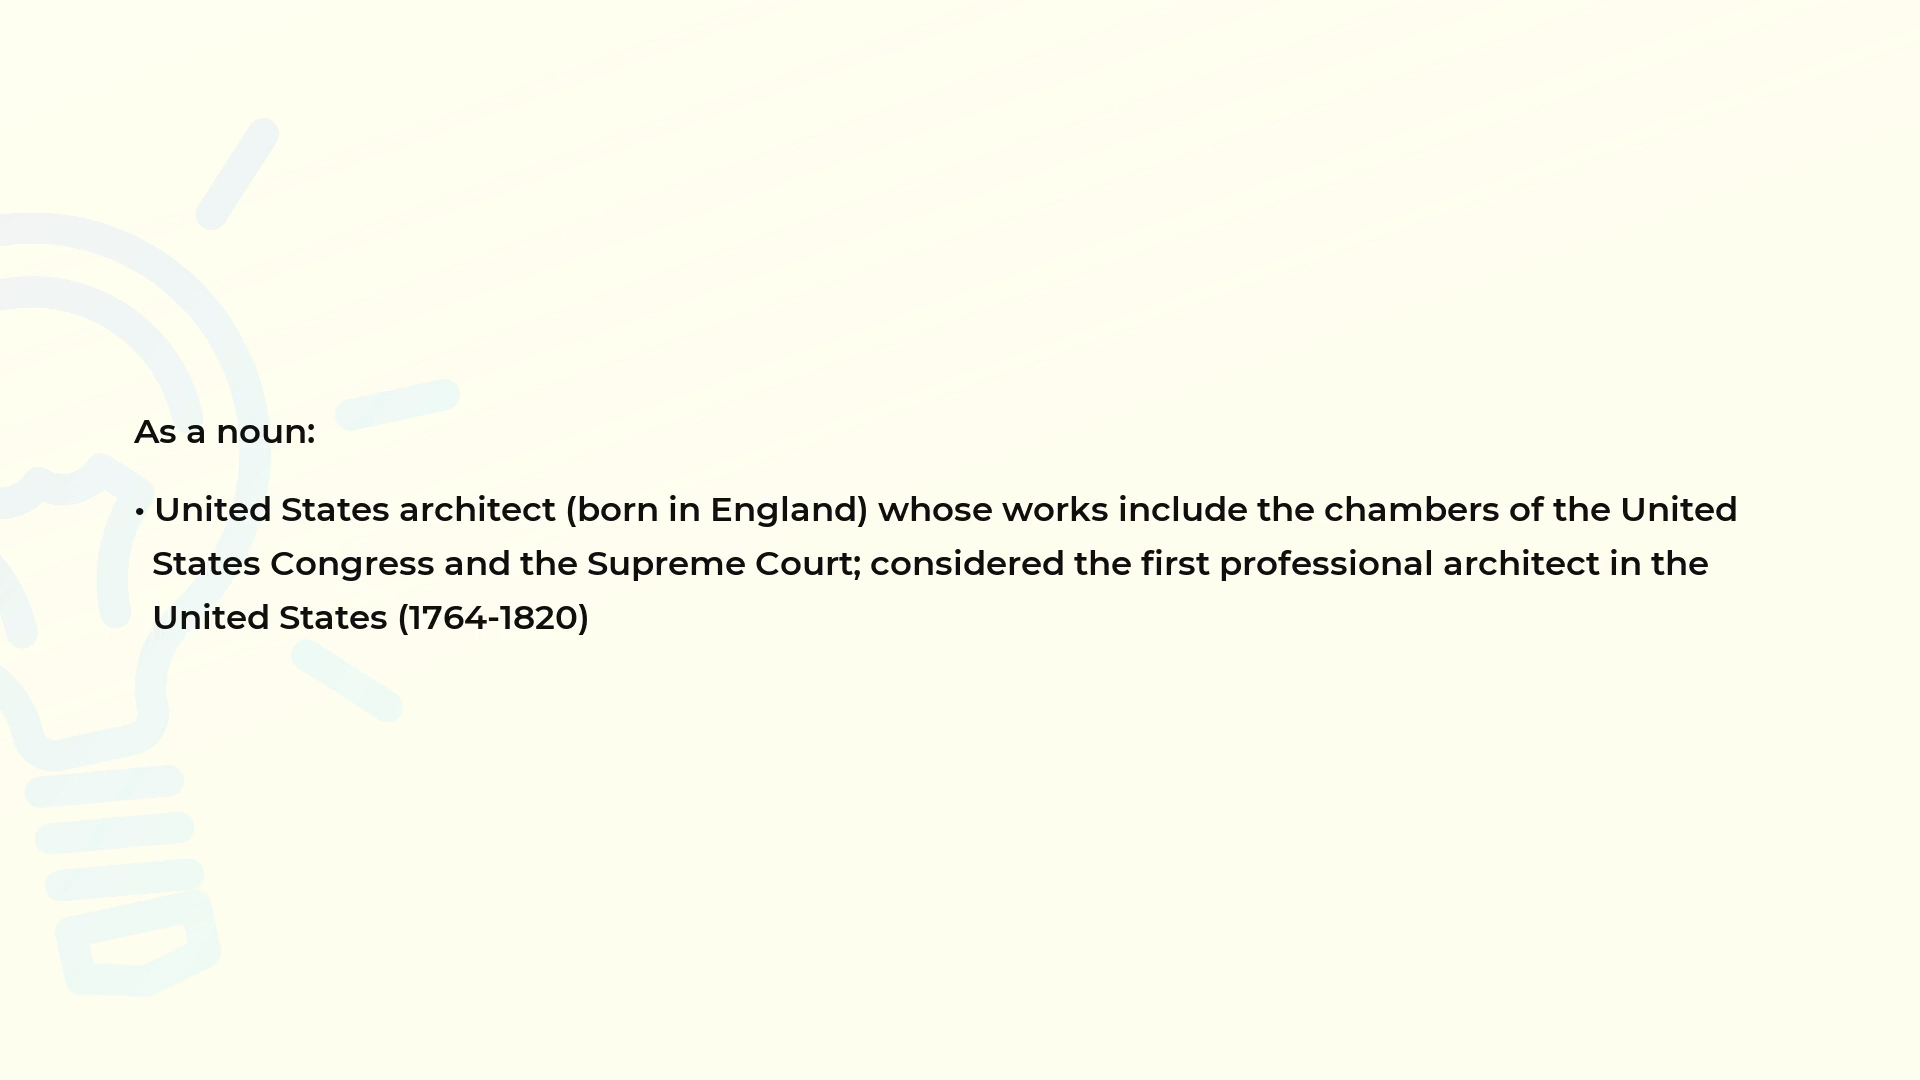 As a noun:
• United States architect (born in England) whose works include the chambers of the United
States Congress and the Supreme Court; considered the first professional architect in the
United States (1764-1820)